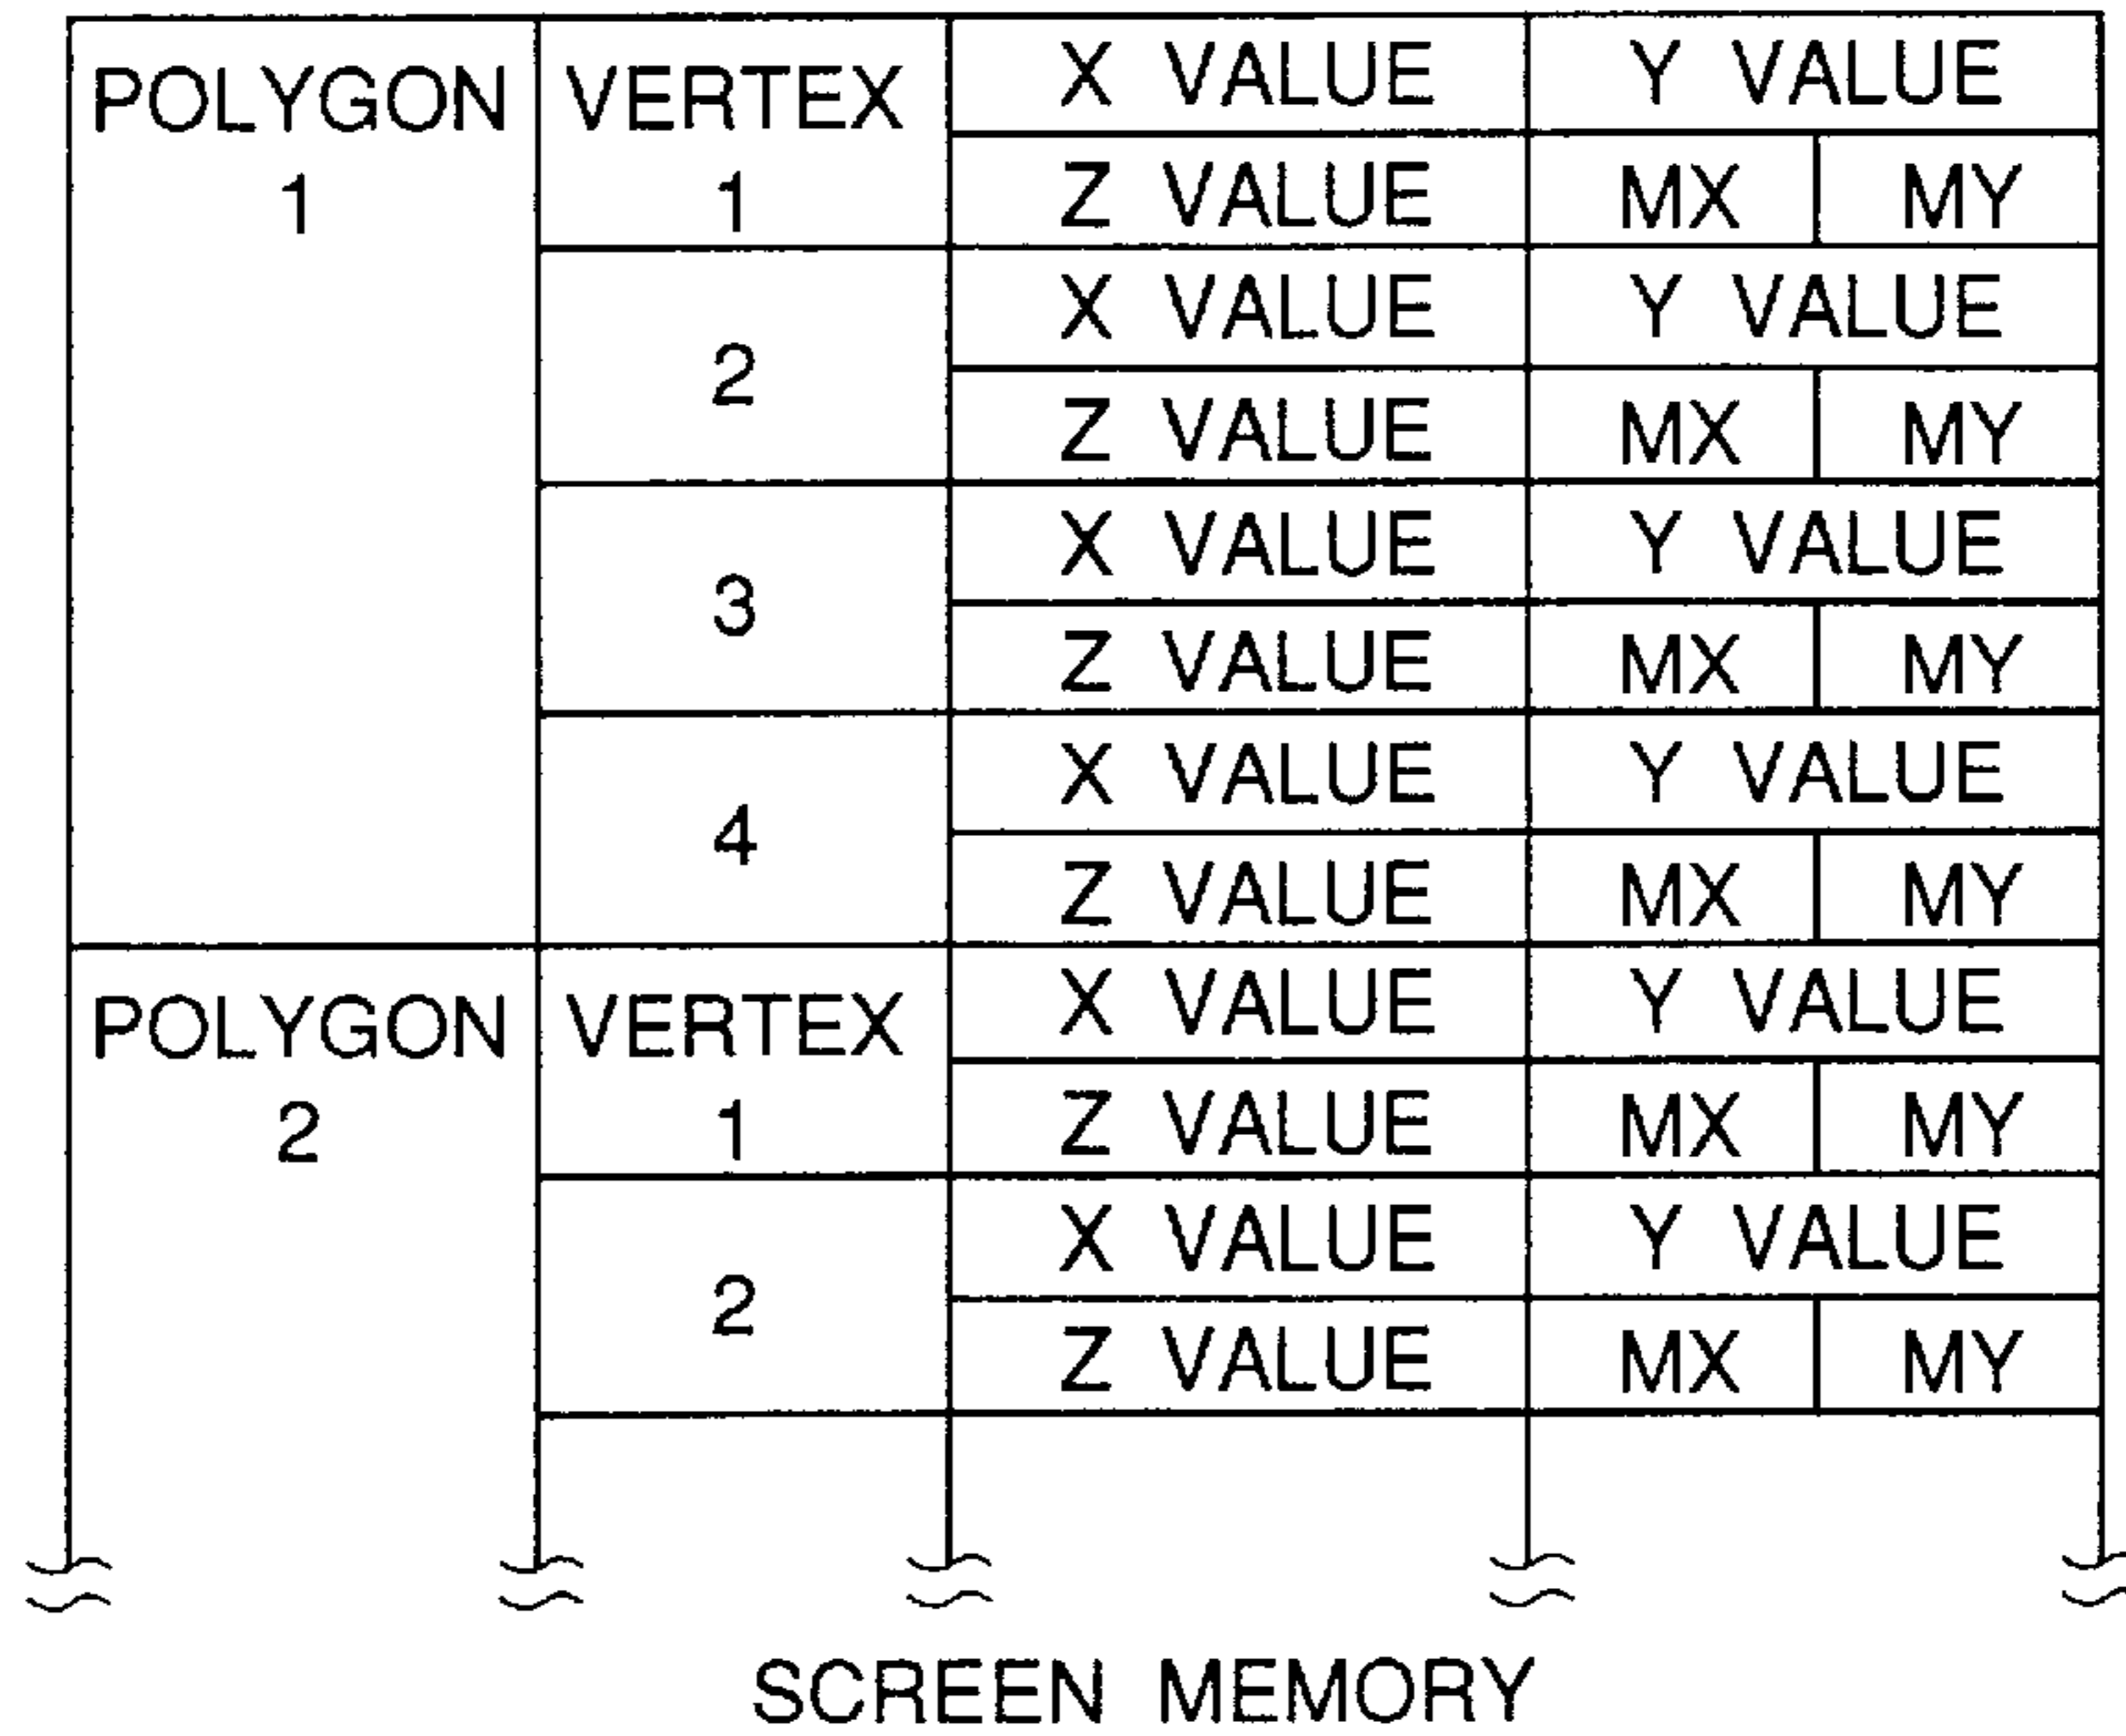 POLYGON VERTEX X VALUE Y VALUE
1 1 Z VALUE MX MY
X VALUE Y VALUE
2
Z VALUE MX MY
X VALUE Y VALUE
3
Z VALUE MX MY
X VALUE Y VALUE
4
Z VALUE MX MY
POLYGON VERTEX X VALUE Y VALUE
2 1 Z VALUE MX MY
X VALUE Y VALUE
2
Z VALUE MX MY
SCREEN MEMORY